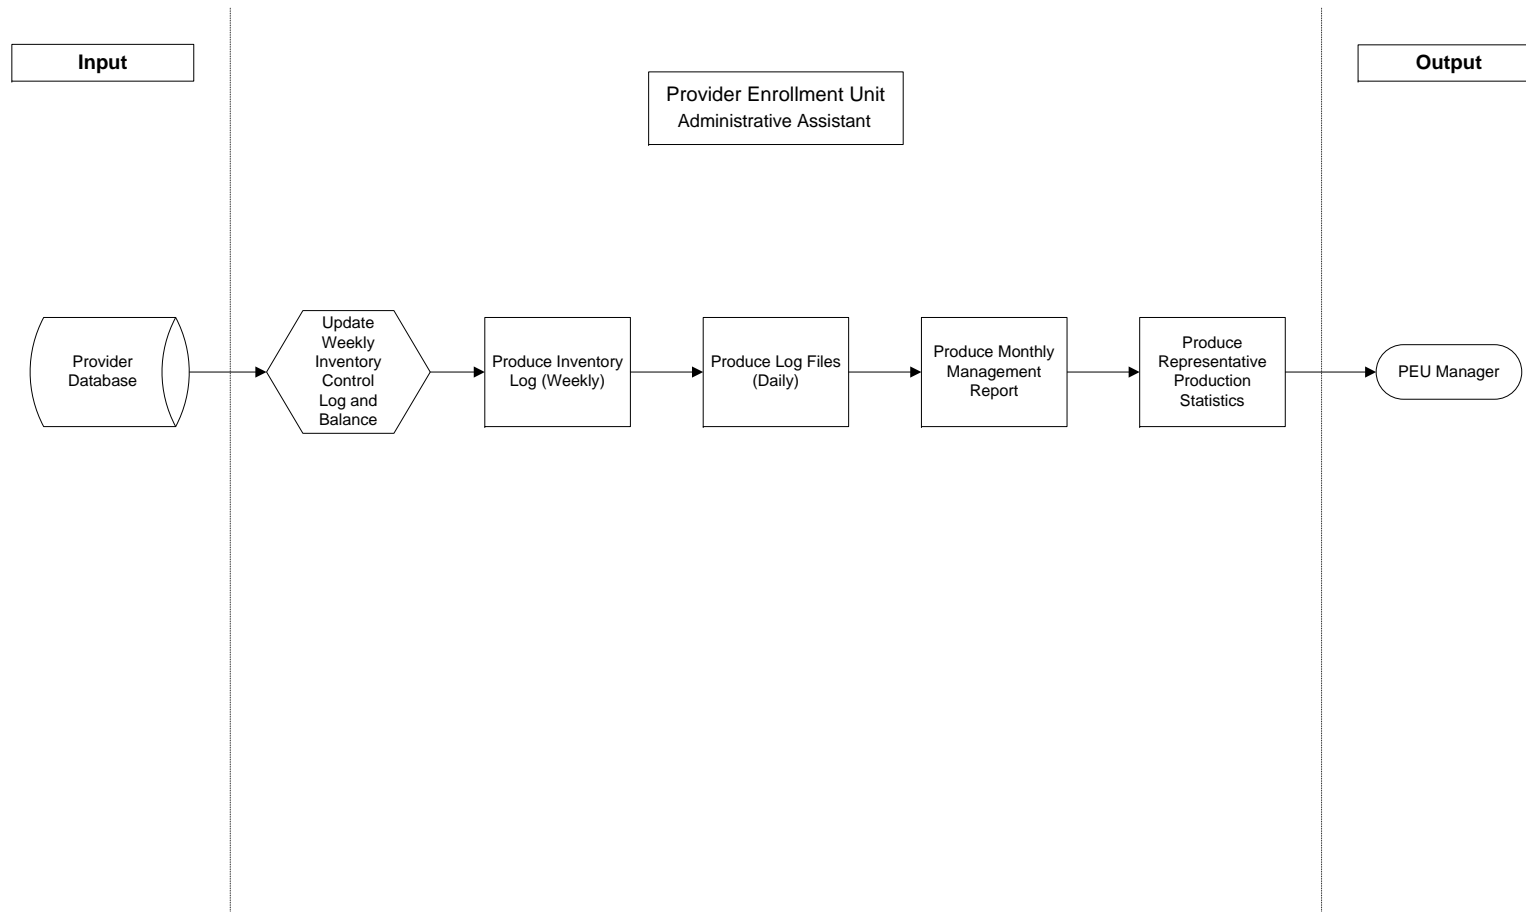 Input
Output
Provider Enrollment Unit
Administrative Assistant
Provider
Database
Update
Weekly
Inventory
Control
Log and
Balance
Produce Inventory
Log (Weekly)
Produce Log Files
(Daily)
Produce Monthly
Management
Report
Produce
Representative
Production
Statistics
PEU Manager